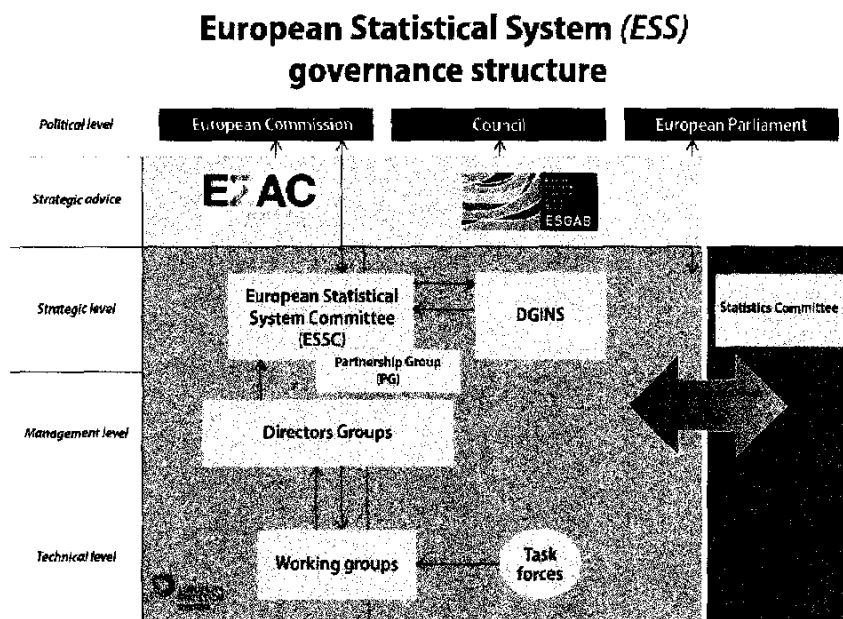 European Statistical System (ESS)
governance structure
Political level
European Commission
Council
European Parliament
Strategic advice
ESGAB
Strategic level
European Statistical
System Committee
(ESSC)
DGINS
Statistics Committee
Partnership Group
(PG)
Management level
Directors Groups
Technical level
Working groups
Task
forces